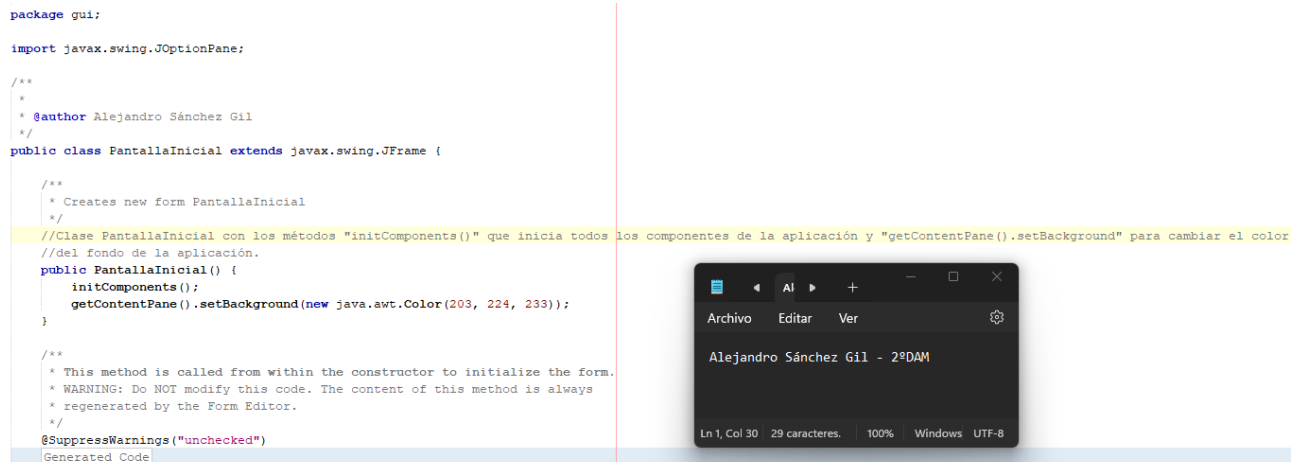 package gui;
import javax.swing.JOptionPane;
/**
*
* @author Alejandro Sánchez Gil
*/
public class PantallaInicial extends javax.swing.JFrame {
/**
* Creates new form PantallaInicial
*/
//Clase PantallaInicial con los métodos "initComponents()" que inicia todos los componentes de la aplicación y "getContentPane().setBackground" para cambiar el color
//del fondo de la aplicación.
public PantallaInicial() {
initComponents();
getContentPane().setBackground(new java.awt.Color(203, 224, 233));
}
/**
* This method is called from within the constructor to initialize the form.
* WARNING: Do NOT modify this code. The content of this method is always
* regenerated by the Form Editor.
*/
@SuppressWarnings("unchecked")
Generated Code
Al
Archivo Editar Ver
Alejandro Sánchez Gil - 2ºDAM
Ln 1, Col 30 29 caracteres. 100% Windows UTF-8